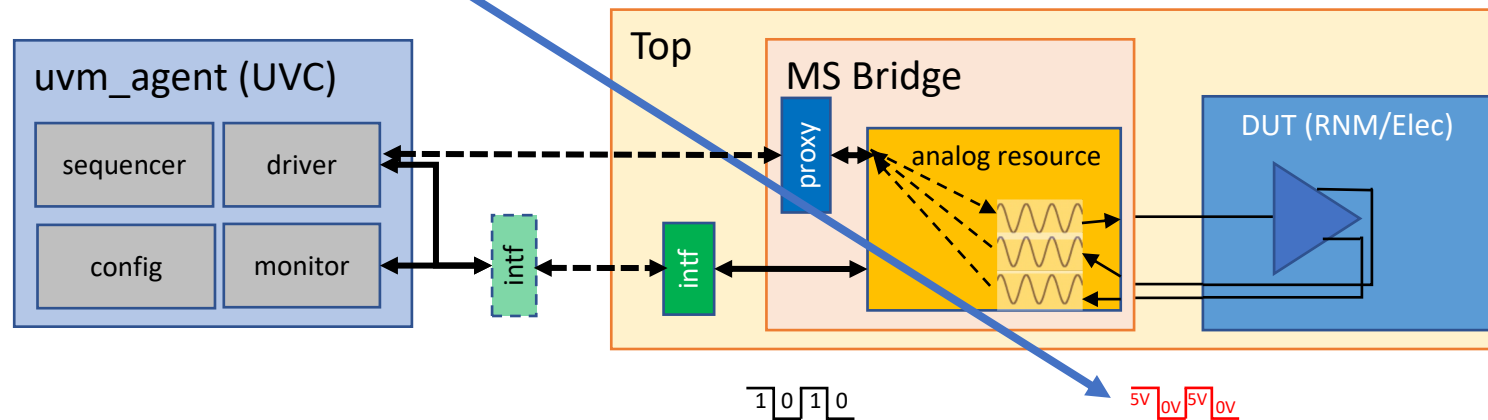 Top
uvm_agent (UVC)
MS Bridge
DUT (RNM/Elec)
sequencer
driver
proxy
analog resource
config
monitor
intf
intf
1 0 1 0
5V 0V 5V 0V